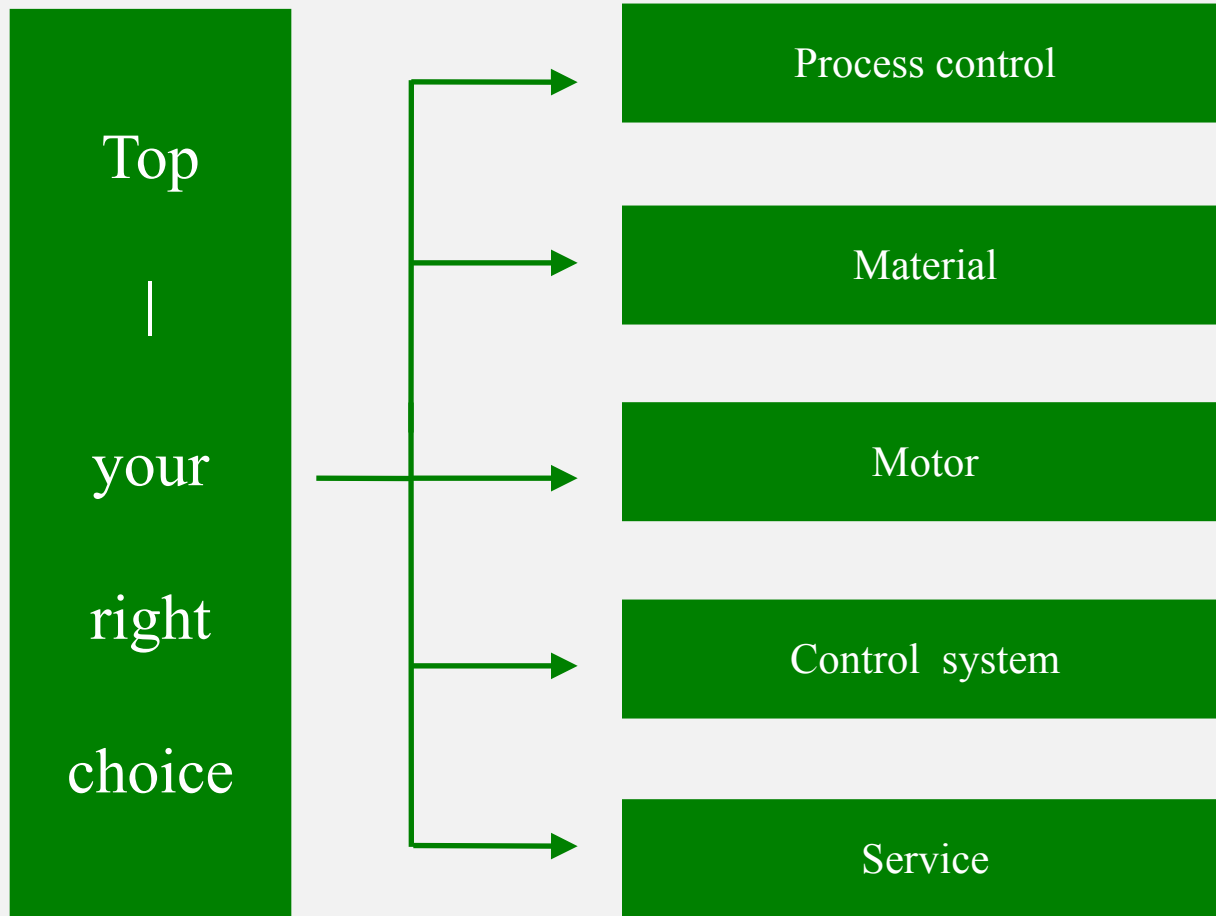 Top
|
your
right
choice
Process control
Material
Motor
Control  system
Service